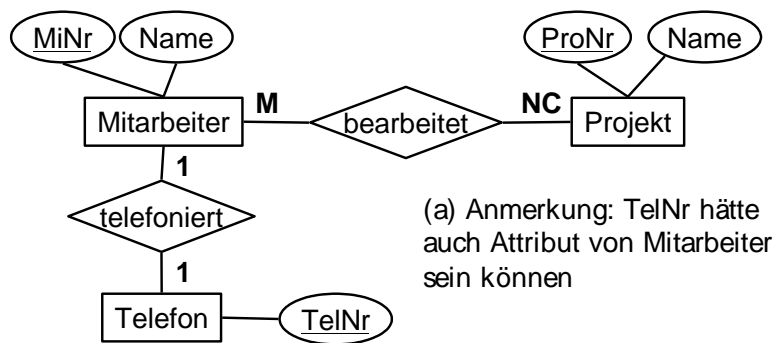 MiNr Name ProNr Name
Mitarbeiter M bearbeitet NC Projekt
1
telefoniert
1
Telefon TelNr
(a) Anmerkung: TelNr hätte
auch Attribut von Mitarbeiter
sein können